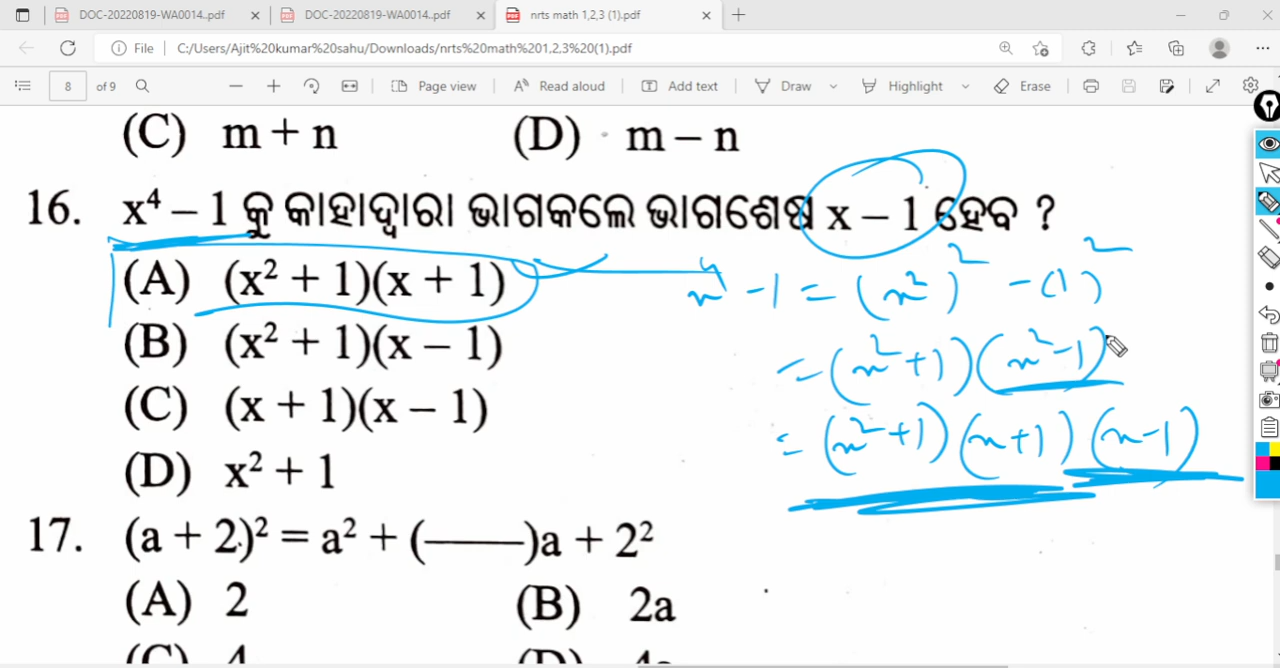 DOC-20220819-WA0014..pdf DOC-20220819-WA0014..pdf nrts math 1,2,3 (1).pdf
File C:/Users/Ajit%20kumar%20sahu/Downloads/nrts%20math%201,2,3%20(1).pdf
8 of 9 Page view Read aloud Add text Draw Highlight Erase
(C) m + n (D) m – n
16. x⁴ – 1 କୁ କାହାଦ୍ୱାରା ଭାଗକଲେ ଭାଗଶେଷ x – 1 ହେବ ?
(A) (x² + 1)(x + 1)
x⁴ - 1 = (x²)² - (1)²
(B) (x² + 1)(x – 1)
= (x² + 1)(x² - 1)
(C) (x + 1)(x – 1)
= (x² + 1)(x + 1)(x - 1)
(D) x² + 1
17. (a + 2)² = a² + (——)a + 2²
(A) 2 (B) 2a